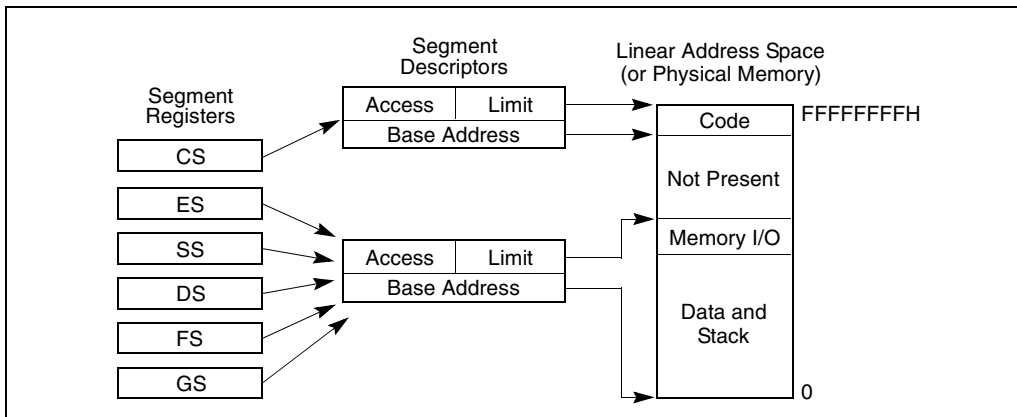 Segment
Registers
CS
ES
SS
DS
FS
GS
Segment
Descriptors
Access Limit
Base Address
Access Limit
Base Address
Linear Address Space
(or Physical Memory)
Code
FFFFFFFFH
Not Present
Memory I/O
Data and
Stack
0